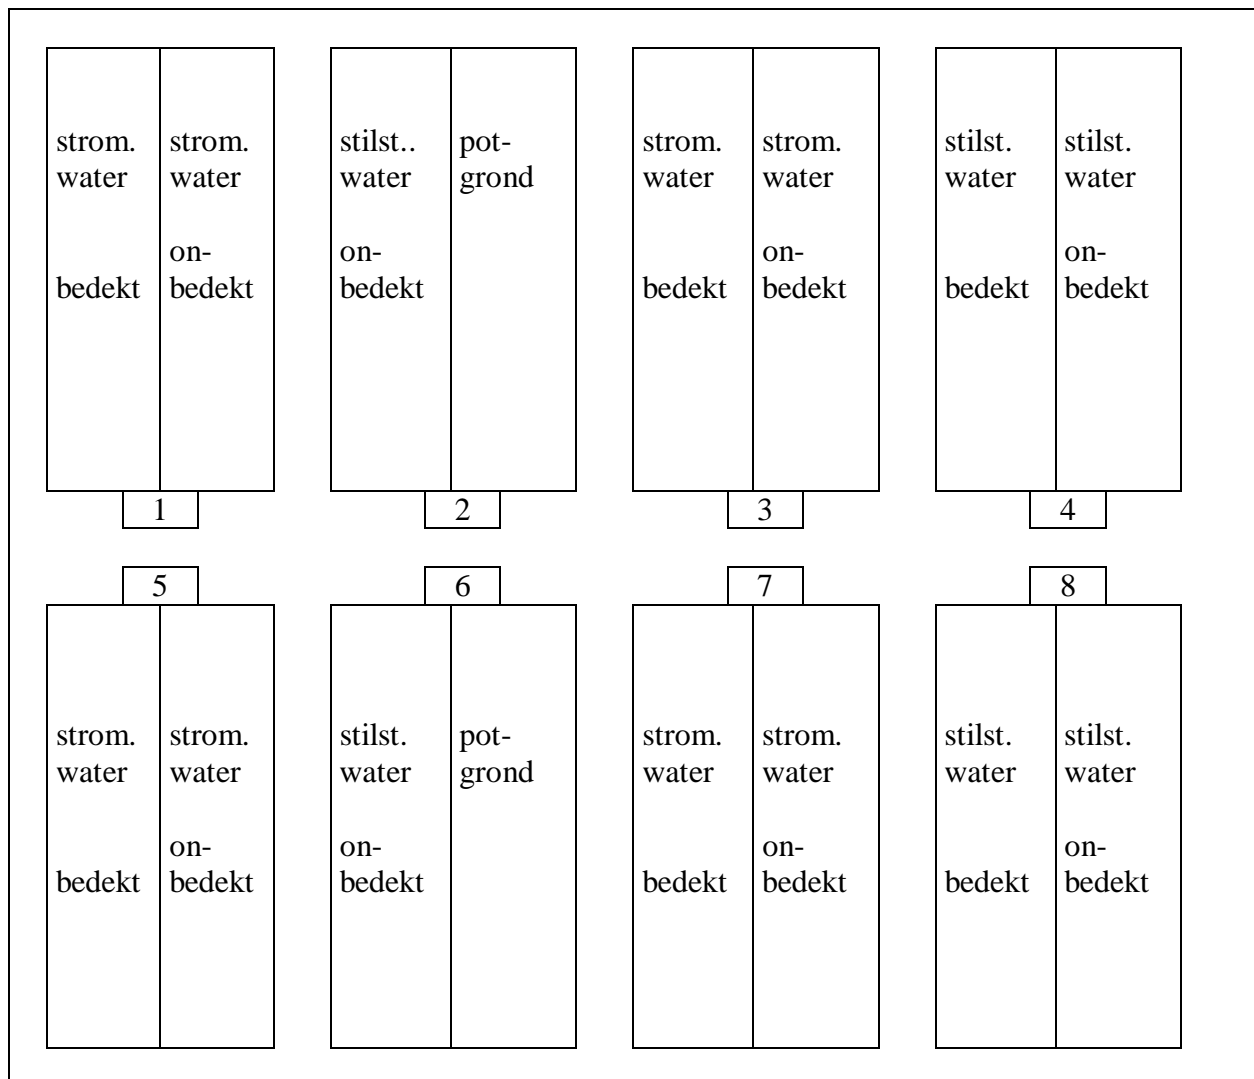 strom.
water
bedekt
strom.
water
on-
bedekt
1
stilst..
water
on-
bedekt
pot-
grond
2
strom.
water
bedekt
strom.
water
on-
bedekt
3
stilst.
water
bedekt
stilst.
water
on-
bedekt
4
5
strom.
water
bedekt
strom.
water
on-
bedekt
6
stilst.
water
on-
bedekt
pot-
grond
7
strom.
water
bedekt
strom.
water
on-
bedekt
8
stilst.
water
bedekt
stilst.
water
on-
bedekt